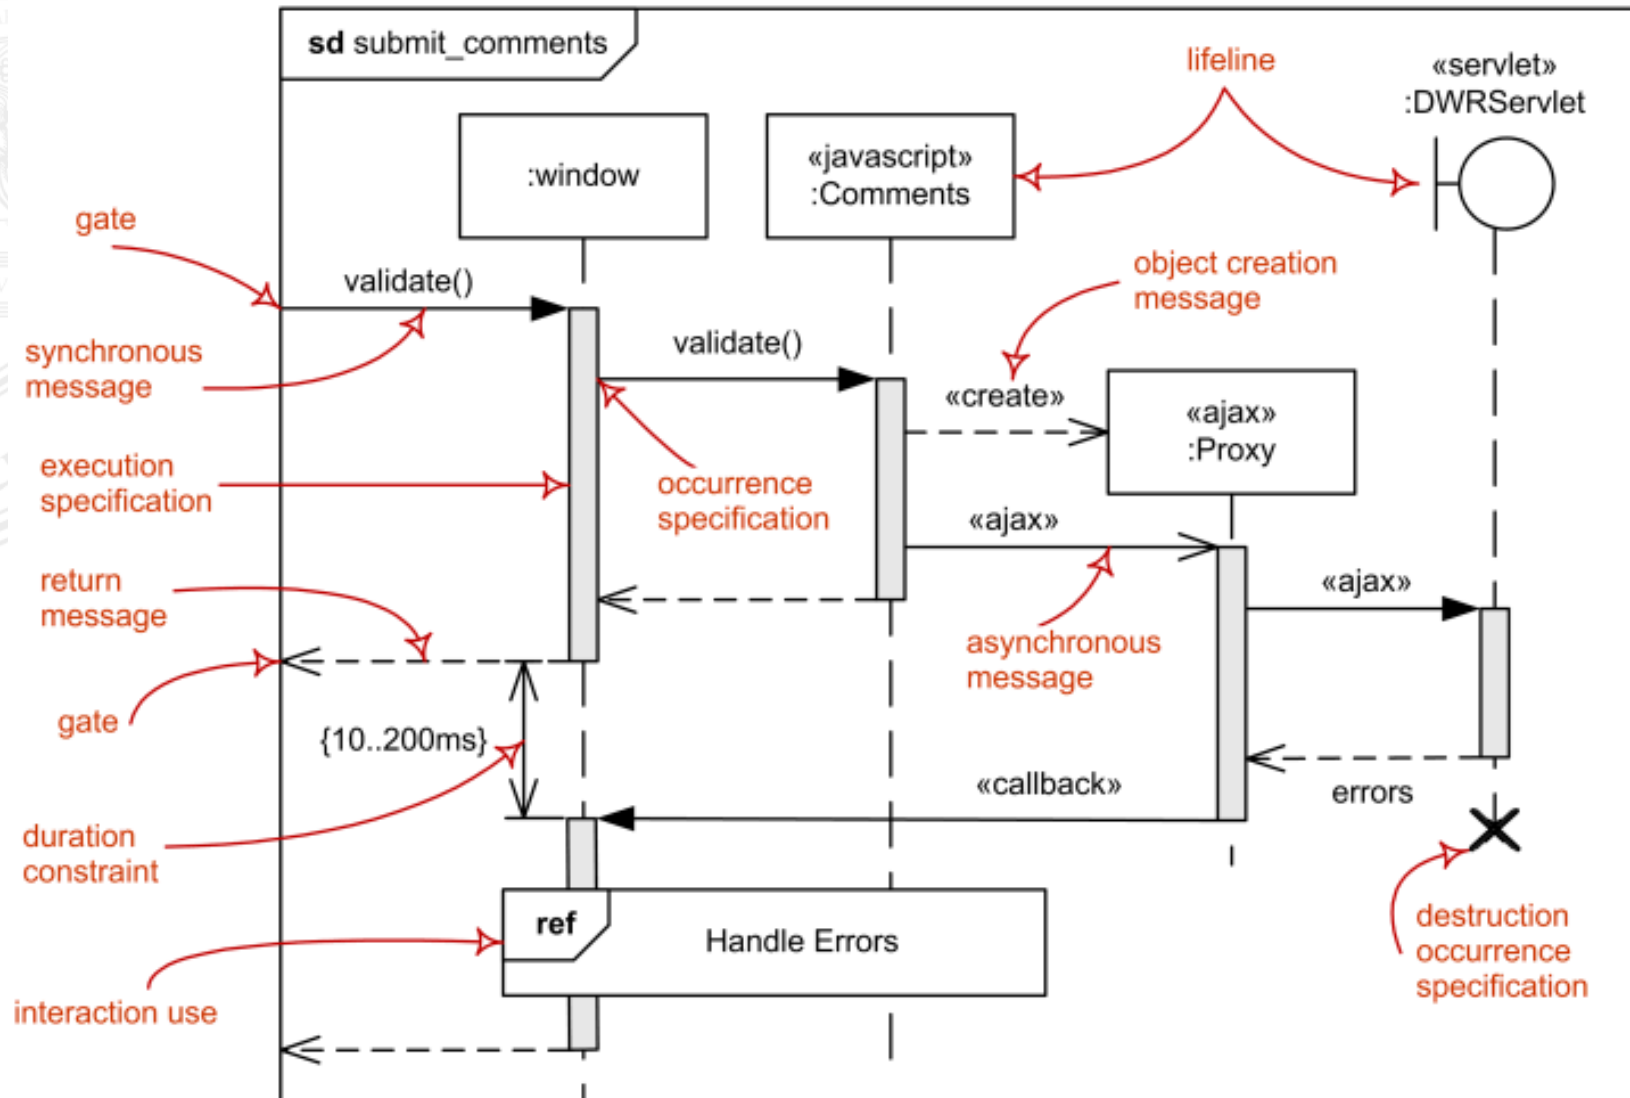 sd submit_comments
lifeline
«servlet»
:DWRServlet
:window
«javascript»
:Comments
gate
validate()
object creation
message
synchronous
message
validate()
«create»
«ajax»
:Proxy
execution
specification
occurrence
specification
«ajax»
return
message
«ajax»
asynchronous
message
gate
{10..200ms}
«callback»
errors
duration
constraint
ref
Handle Errors
destruction
occurrence
specification
interaction use